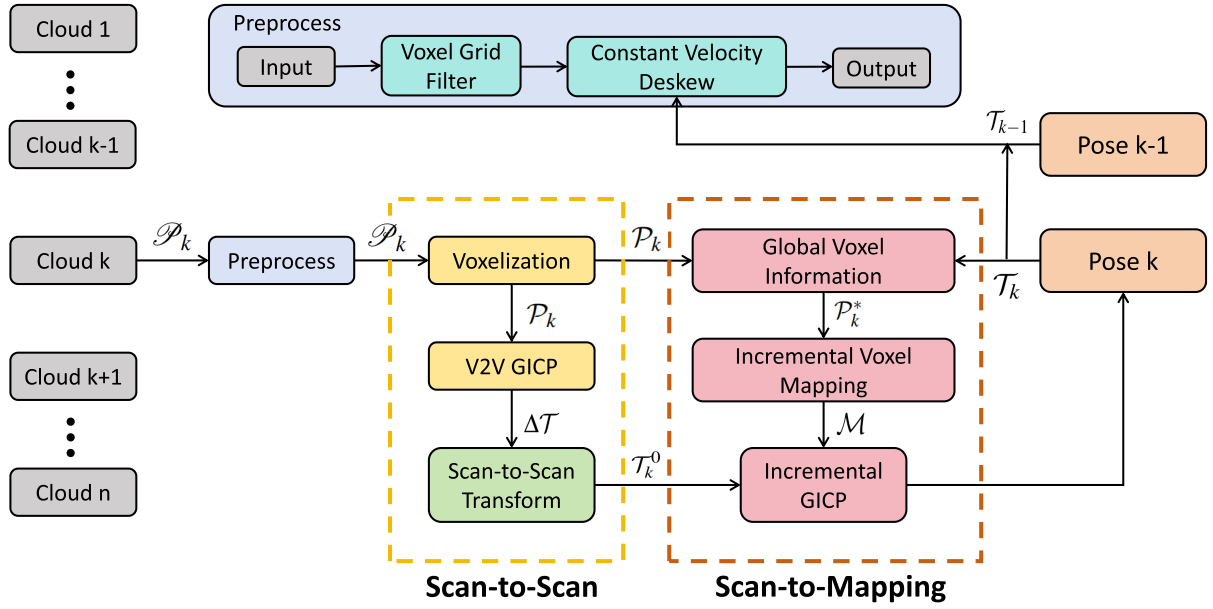 Cloud 1
Cloud k-1
Cloud k
Cloud k+1
Cloud n
Preprocess
Input
Voxel Grid
Filter
Constant Velocity
Deskew
Output
𝒯ₖ₋₁
Pose k-1
𝒫ₖ
Preprocess
𝒫ₖ
Voxelization
𝒫ₖ
Global Voxel
Information
𝒯ₖ
Pose k
𝒫ₖ
𝒫ₖ*
V2V GICP
Incremental Voxel
Mapping
Δ𝒯
ℳ
Scan-to-Scan
Transform
𝒯ₖ⁰
Incremental
GICP
Scan-to-Scan
Scan-to-Mapping